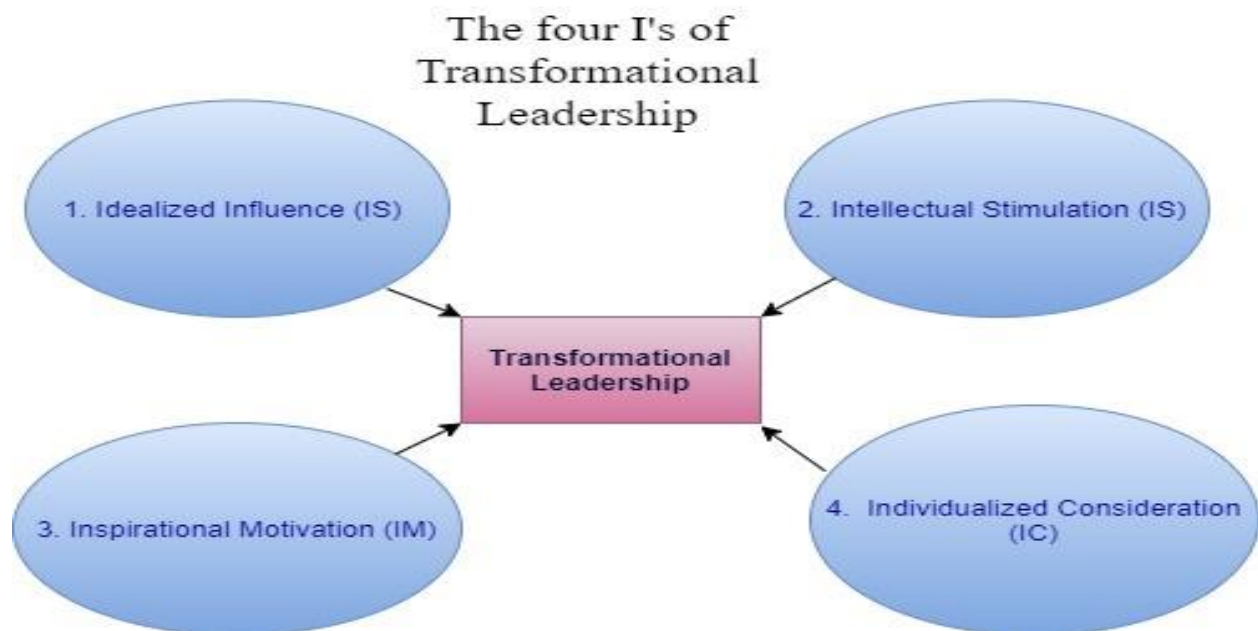 The four I's of
Transformational
Leadership
1. Idealized Influence (IS)
2. Intellectual Stimulation (IS)
Transformational
Leadership
3. Inspirational Motivation (IM)
4. Individualized Consideration
(IC)